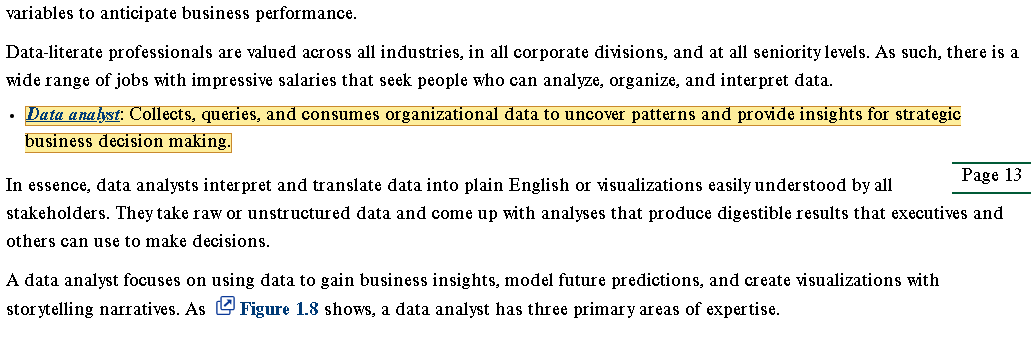 variables to anticipate business performance.
Data-literate professionals are valued across all industries, in all corporate divisions, and at all seniority levels. As such, there is a
wide range of jobs with impressive salaries that seek people who can analyze, organize, and interpret data.
• Data analyst: Collects, queries, and consumes organizational data to uncover patterns and provide insights for strategic
business decision making.
Page 13
In essence, data analysts interpret and translate data into plain English or visualizations easily understood by all
stakeholders. They take raw or unstructured data and come up with analyses that produce digestible results that executives and
others can use to make decisions.
A data analyst focuses on using data to gain business insights, model future predictions, and create visualizations with
storytelling narratives. As Figure 1.8 shows, a data analyst has three primary areas of expertise.